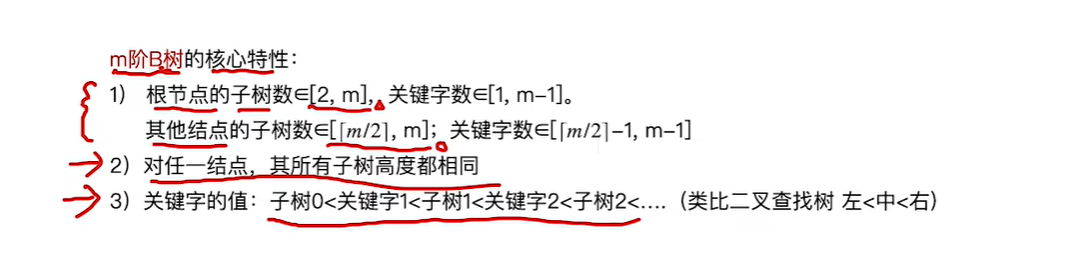 m阶B树的核心特性：
1） 根节点的子树数∈[2, m]，关键字数∈[1, m−1]。
其他结点的子树数∈[⌈m/2⌉, m]；关键字数∈[⌈m/2⌉−1, m−1]
2）对任一结点，其所有子树高度都相同
3）关键字的值：子树0<关键字1<子树1<关键字2<子树2<….（类比二叉查找树 左<中<右）